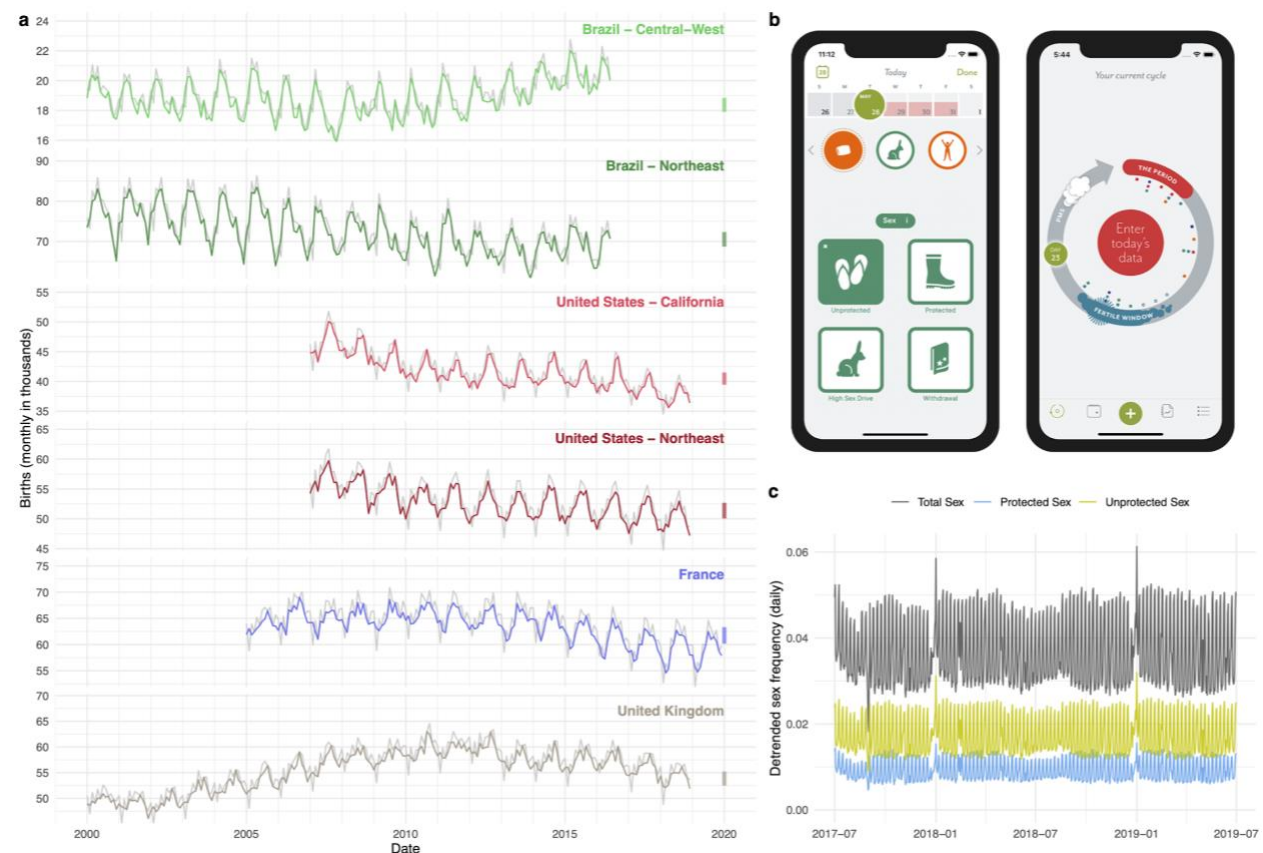 a
Births (monthly in thousands)
Brazil – Central–West
24
22
20
18
16
Brazil – Northeast
90
80
70
United States – California
55
50
45
40
35
United States – Northeast
65
60
55
50
45
France
75
70
65
60
55
United Kingdom
70
65
60
55
50
2000
2005
2010
2015
2020
Date
b
11:12
28
Today
Done
S M T W T F S
26 27 MAY 28 29 30 31 1
Sex i
Unprotected
Protected
High Sex Drive
Withdrawal
5:44
Your current cycle
THE PERIOD
PMS
Enter
today's
data
DAY
25
FERTILE WINDOW
c
Total Sex
Protected Sex
Unprotected Sex
Detrended sex frequency (daily)
0.06
0.04
0.02
0.00
2017–07
2018–01
2018–07
2019–01
2019–07